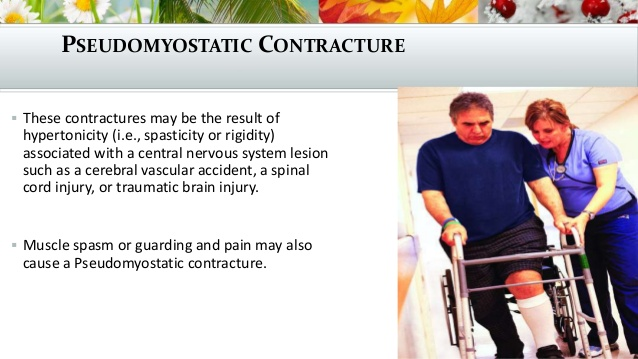 PSEUDOMYOSTATIC CONTRACTURE
These contractures may be the result of
hypertonicity (i.e., spasticity or rigidity)
associated with a central nervous system lesion
such as a cerebral vascular accident, a spinal
cord injury, or traumatic brain injury.
Muscle spasm or guarding and pain may also
cause a Pseudomyostatic contracture.